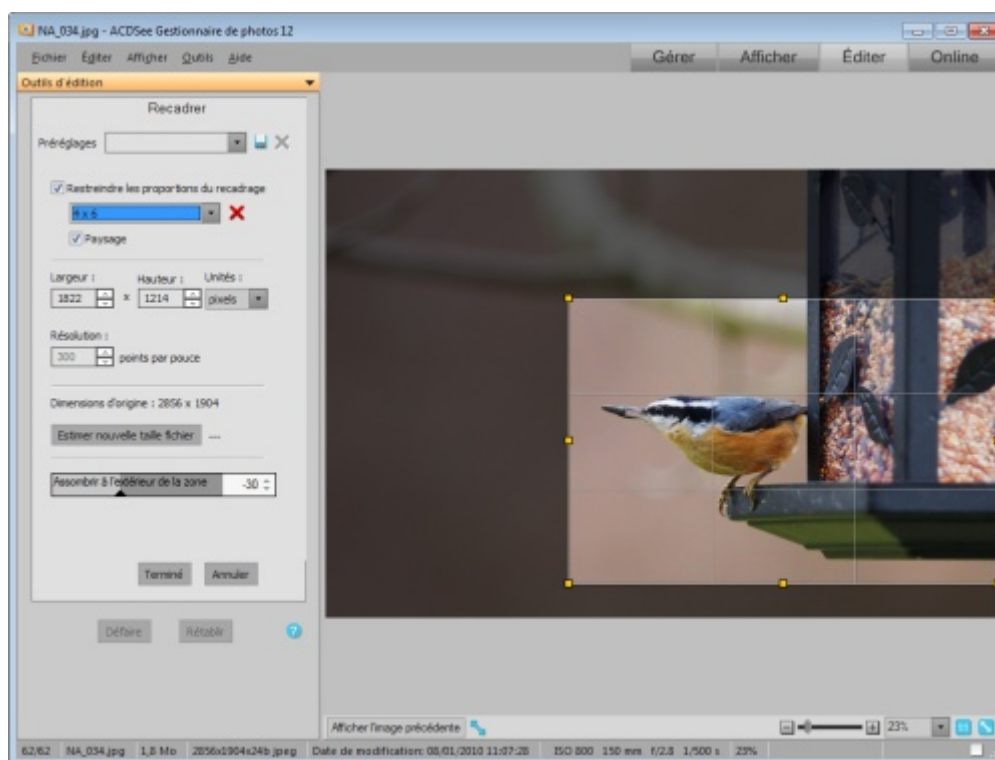 NA_034.jpg - ACDSee Gestionnaire de photos 12
Fichier Éditer Afficher Outils Aide
Gérer Afficher Éditer Online
Outils d'édition
Recadrer
Préréglages
Restreindre les proportions du recadrage
4 x 6
Paysage
Largeur : Hauteur : Unités :
1822 x 1214 pixels
Résolution :
300 points par pouce
Dimensions d'origine : 2856 x 1904
Estimer nouvelle taille fichier ---
Assombrir à l'extérieur de la zone -30
Terminé Annuler
Défaire Rétablir ?
Afficher l'image précédente 23% 1:1
62/62 NA_034.jpg 1,8 Mo 2856x1904x24b jpeg Date de modification: 08/01/2010 11:07:28 ISO 800 150 mm f/2.8 1/500 s 23%